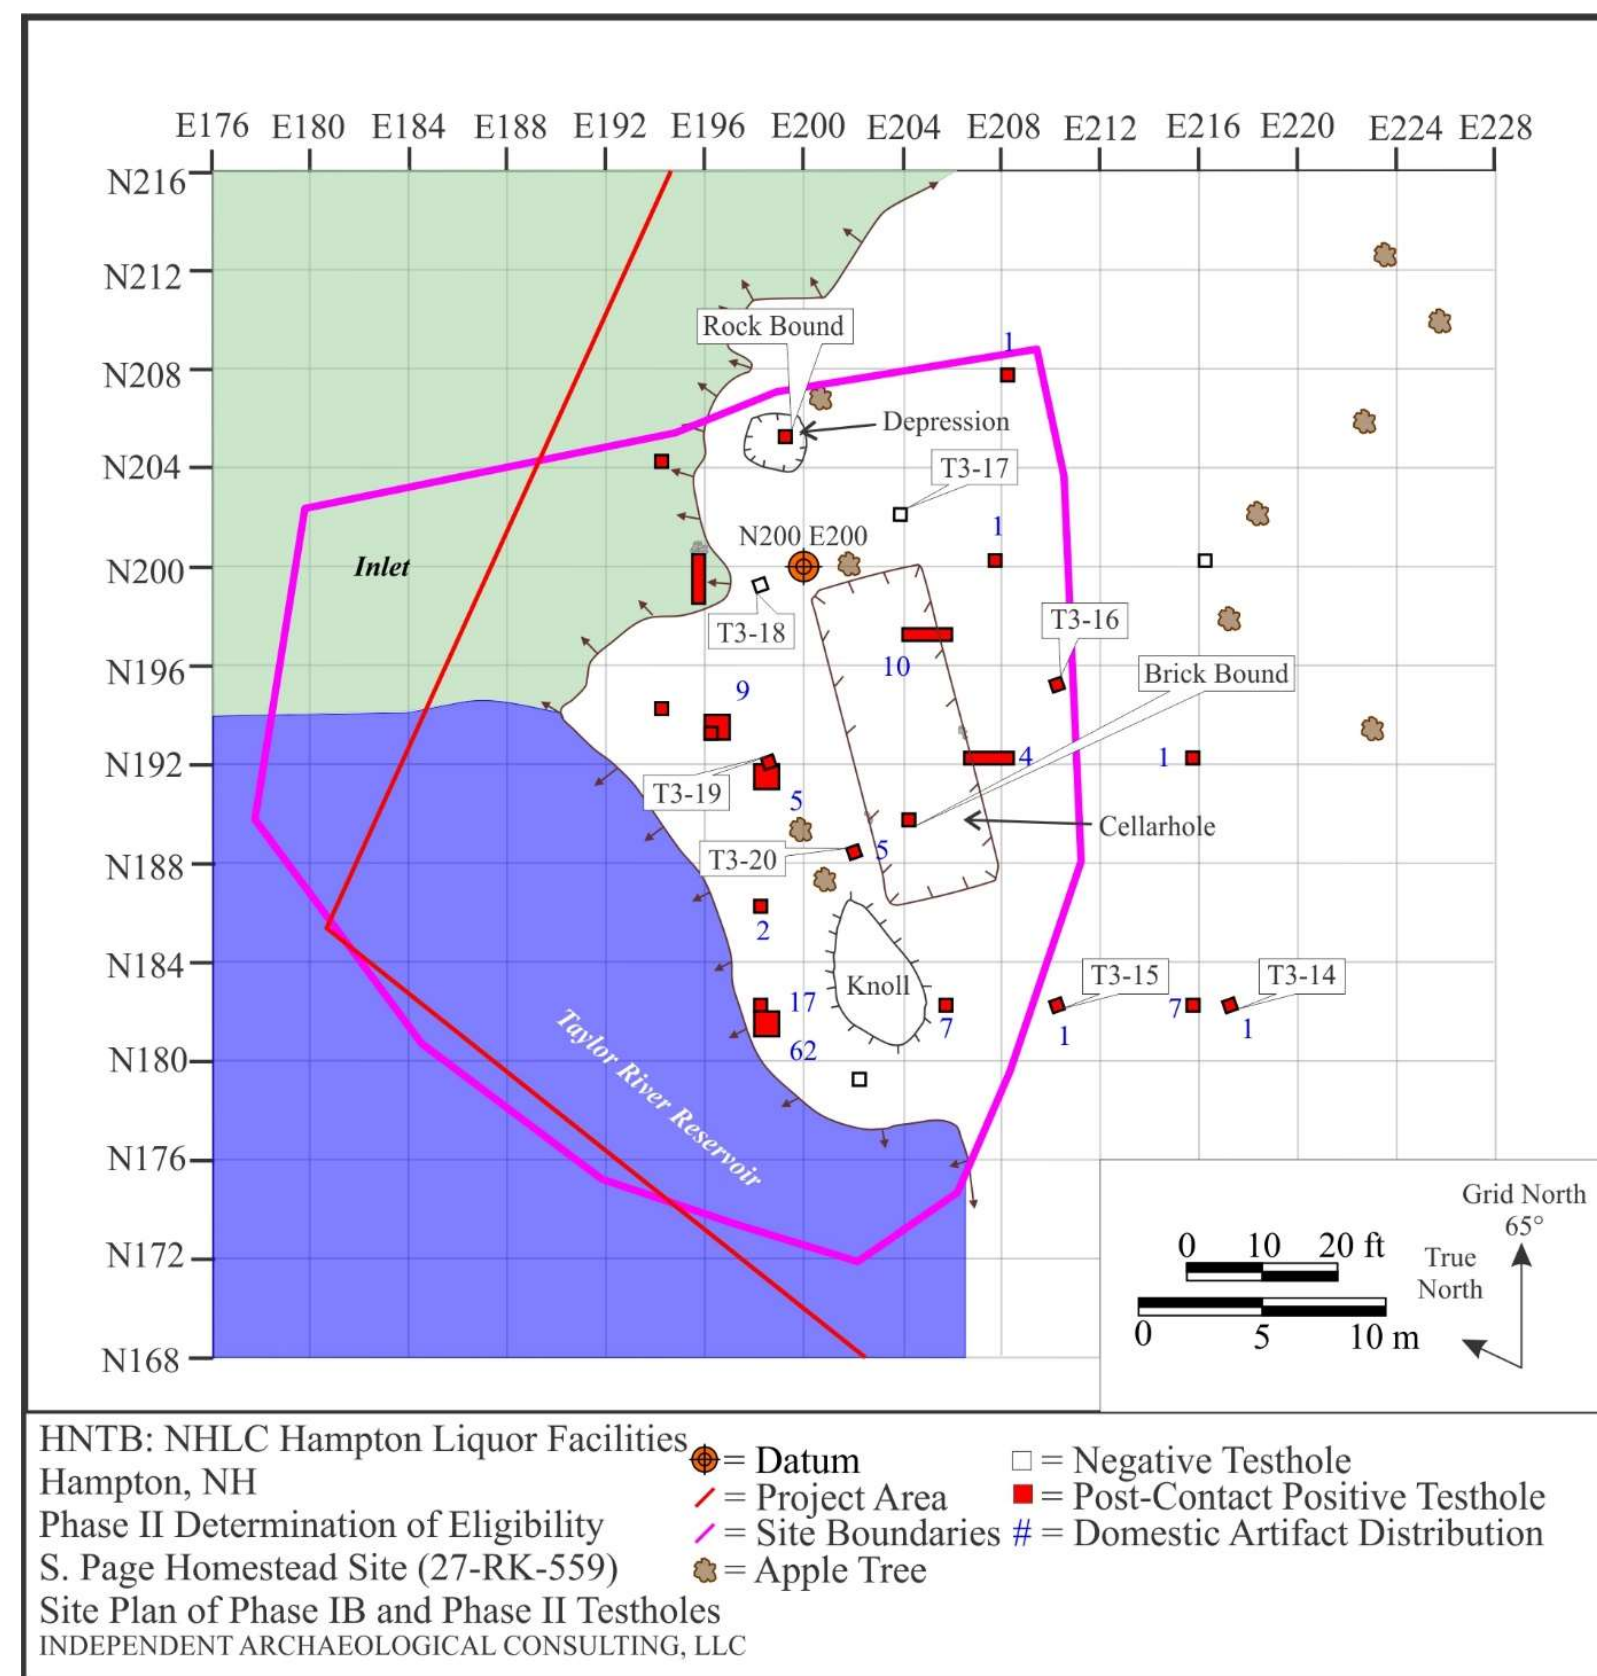 E176 E180 E184 E188 E192 E196 E200 E204 E208 E212 E216 E220 E224 E228
N216
N212
Rock Bound
1
N208
Depression
N204
T3-17
N200 E200
1
Inlet
N200
T3-16
T3-18
N196
10
Brick Bound
9
N192
4
1
T3-19
5
Cellarhole
T3-20
5
N188
2
N184
T3-15
T3-14
Knoll
17
7
7
1
1
62
N180
Taylor River Reservoir
N176
Grid North
65°
N172
0 10 20 ft
True
North
0 5 10 m
N168
HNTB: NHLC Hampton Liquor Facilities
Hampton, NH
Phase II Determination of Eligibility
S. Page Homestead Site (27-RK-559)
Site Plan of Phase IB and Phase II Testholes
INDEPENDENT ARCHAEOLOGICAL CONSULTING, LLC
= Datum
= Project Area
= Site Boundaries
= Apple Tree
= Negative Testhole
= Post-Contact Positive Testhole
# = Domestic Artifact Distribution